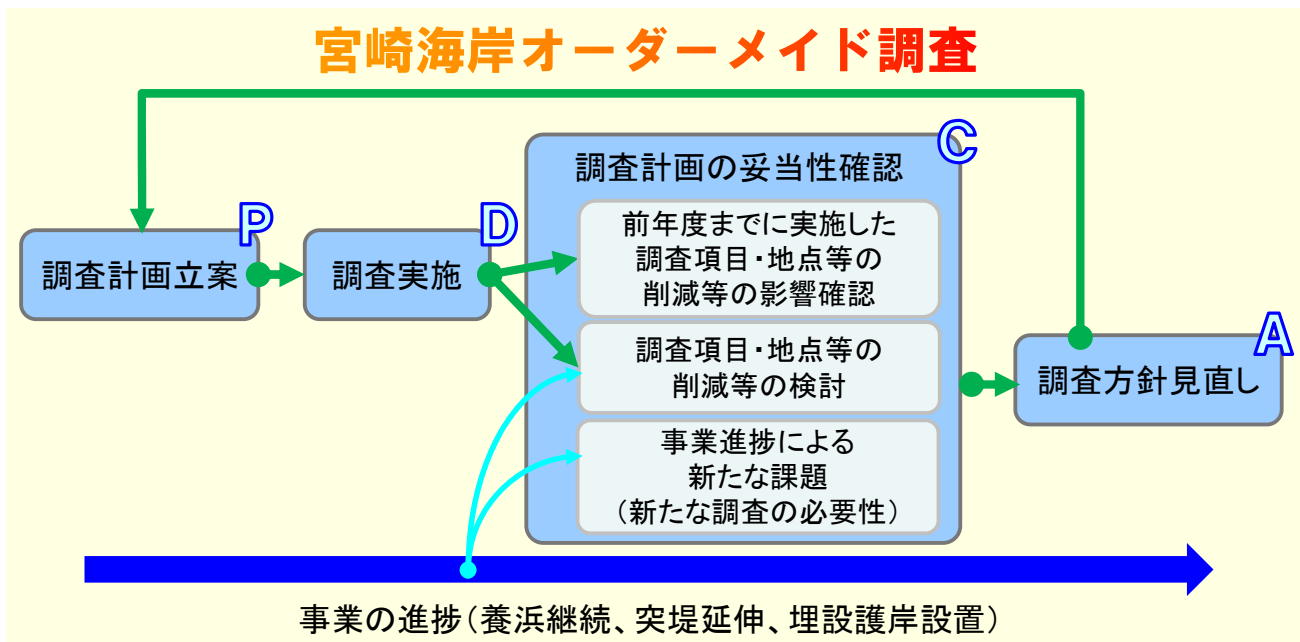 宮崎海岸オーダーメイド調査
P
調査計画立案
D
調査実施
C
調査計画の妥当性確認
前年度までに実施した
調査項目・地点等の
削減等の影響確認
調査項目・地点等の
削減等の検討
事業進捗による
新たな課題
（新たな調査の必要性）
A
調査方針見直し
事業の進捗（養浜継続、突堤延伸、埋設護岸設置）